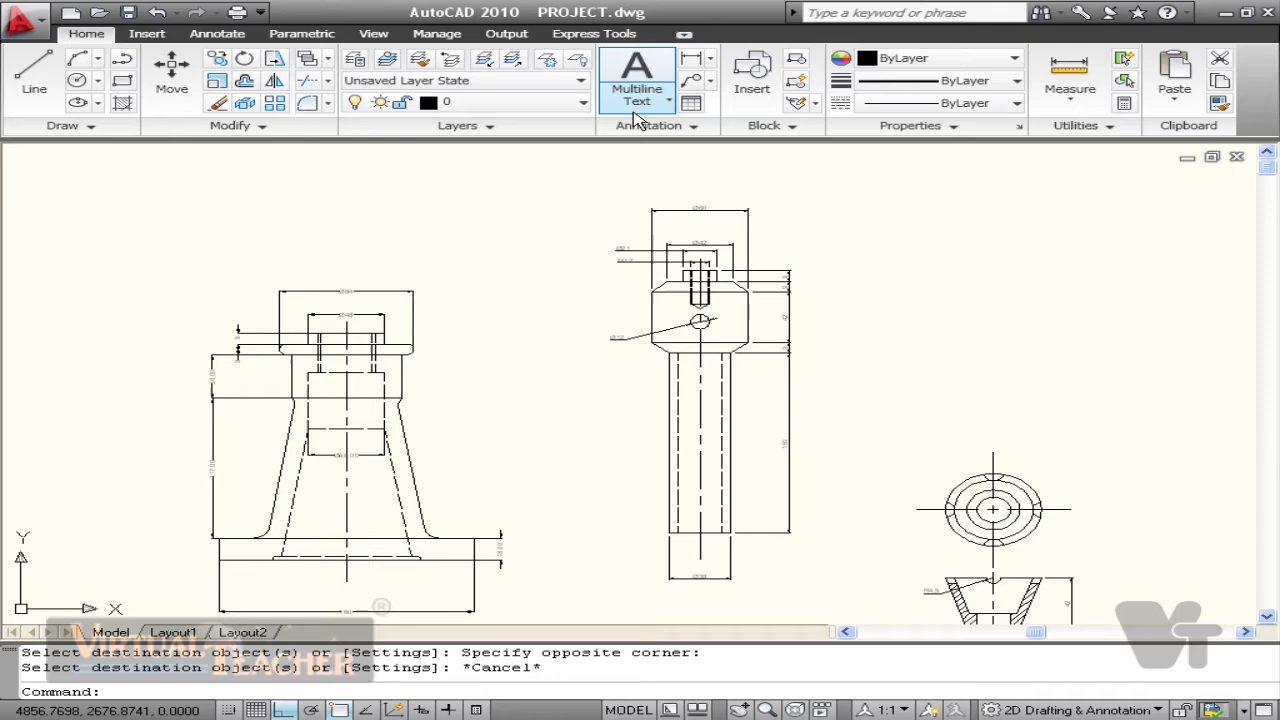 AutoCAD 2010 PROJECT.dwg
Type a keyword or phrase
Home Insert Annotate Parametric View Manage Output Express Tools
Line
Move
Unsaved Layer State
0
Multiline
Text
Insert
ByLayer
ByLayer
ByLayer
Measure
Paste
Draw Modify Layers Annotation Block Properties Utilities Clipboard
42
42
Y
X
Model Layout1 Layout2
VT
Select destination object(s) or [Settings]: Specify opposite corner:
Select destination object(s) or [Settings]: *Cancel*
Command:
4856.7698, 2676.8741, 0.0000
MODEL
1:1
2D Drafting & Annotation